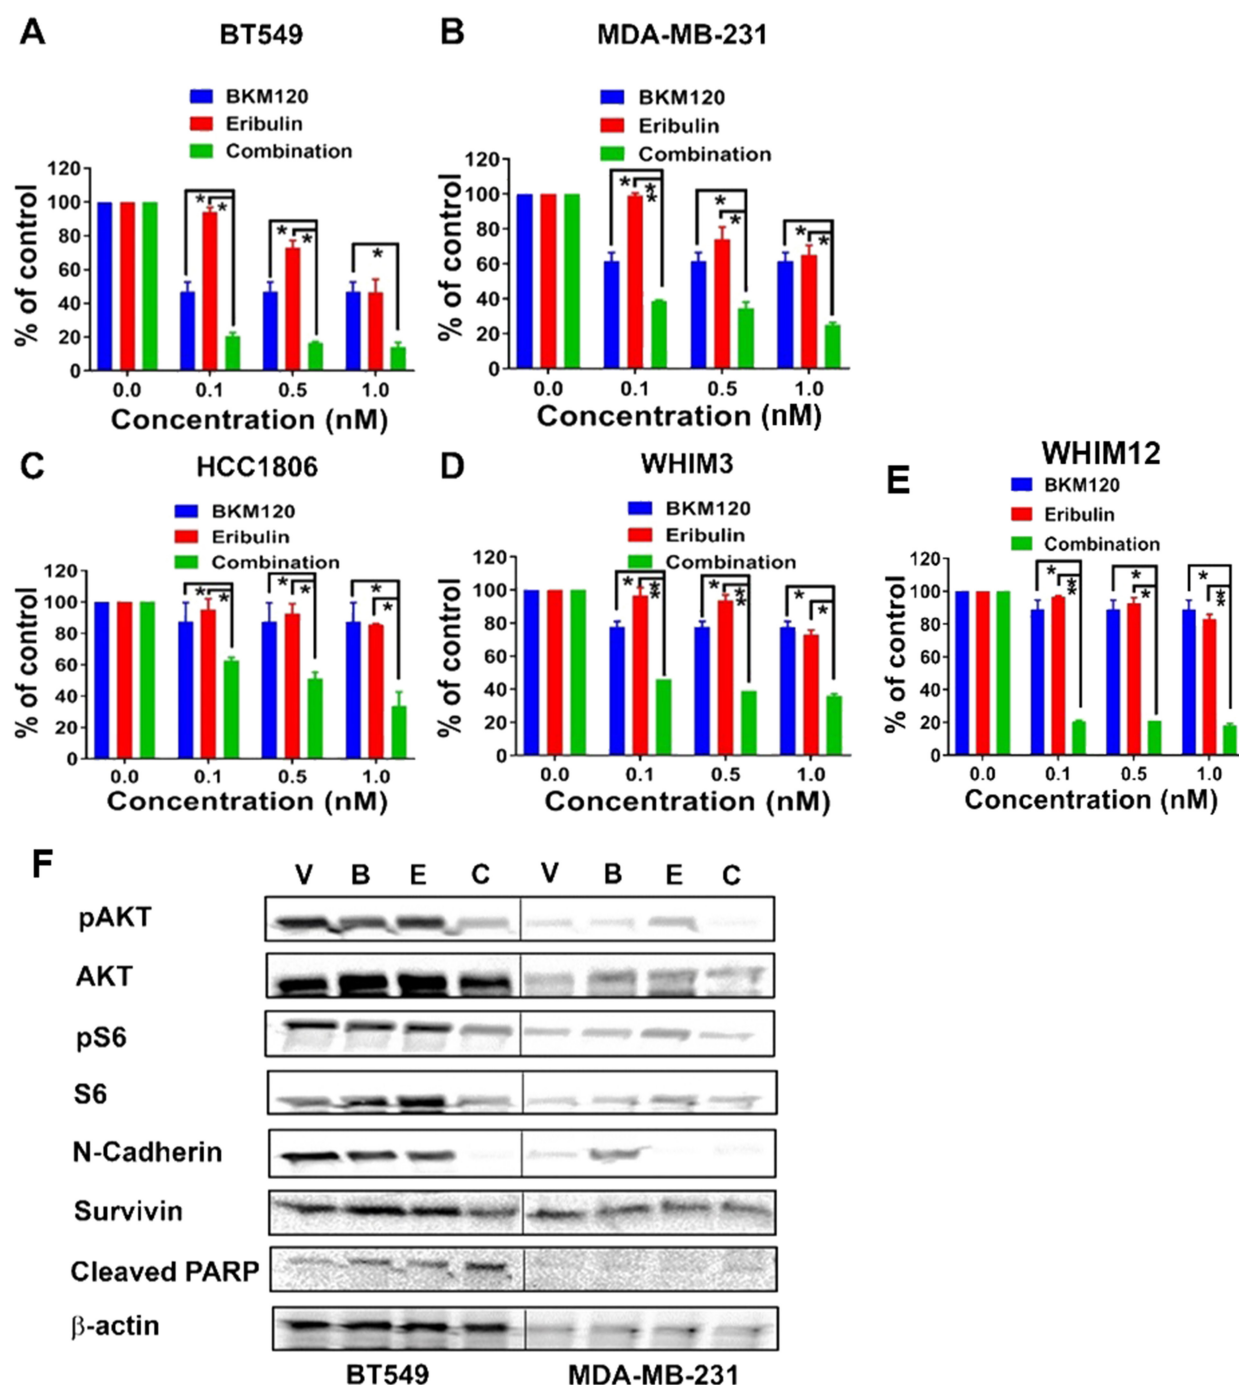 A
BT549
BKM120
Eribulin
Combination
120
100
80
60
40
20
0
% of control
* *
*
* *
*
0.0 0.1 0.5 1.0
Concentration (nM)
B
MDA-MB-231
BKM120
Eribulin
Combination
120
100
80
60
40
20
0
% of control
* **
*
*
*
*
0.0 0.1 0.5 1.0
Concentration (nM)
C
HCC1806
BKM120
Eribulin
Combination
120
100
80
60
40
20
0
% of control
* *
* *
*
*
0.0 0.1 0.5 1.0
Concentration (nM)
D
WHIM3
BKM120
Eribulin
Combination
120
100
80
60
40
20
0
% of control
* **
* **
*
*
0.0 0.1 0.5 1.0
Concentration (nM)
E
WHIM12
BKM120
Eribulin
Combination
120
100
80
60
40
20
0
% of control
* **
*
*
*
**
0.0 0.1 0.5 1.0
Concentration (nM)
F
V B E C V B E C
pAKT
AKT
pS6
S6
N-Cadherin
Survivin
Cleaved PARP
β-actin
BT549 MDA-MB-231